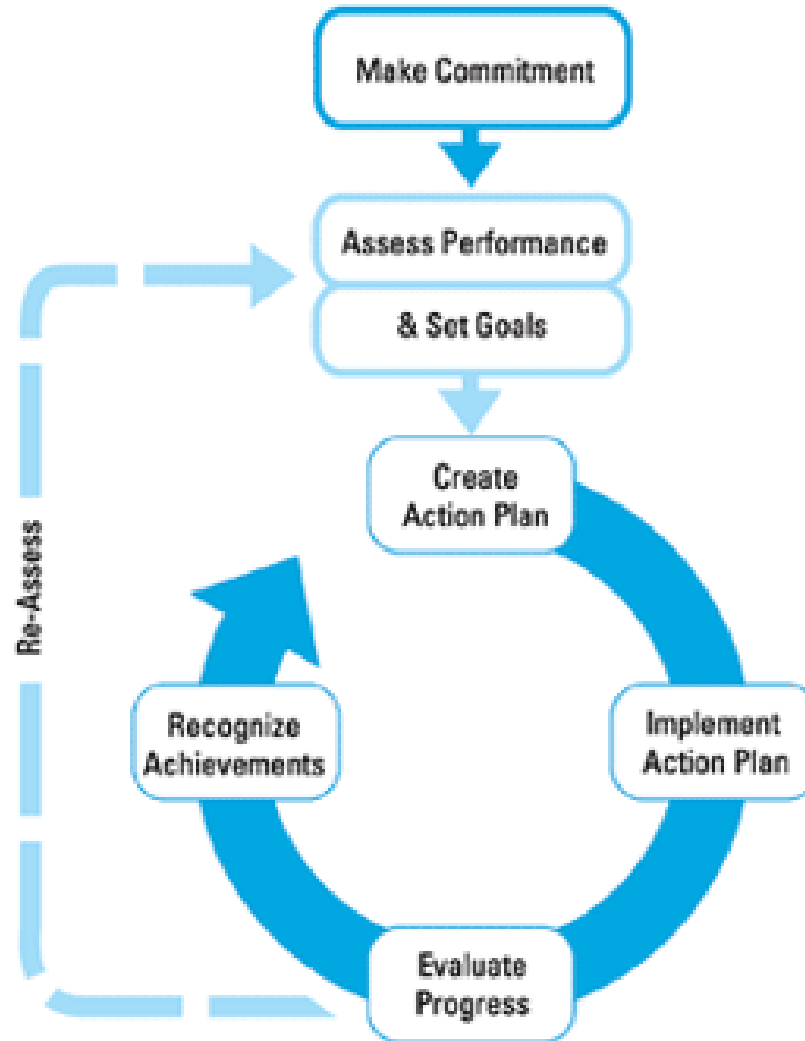 Make Commitment
Assess Performance
& Set Goals
Create
Action Plan
Re-Assess
Recognize
Achievements
Implement
Action Plan
Evaluate
Progress